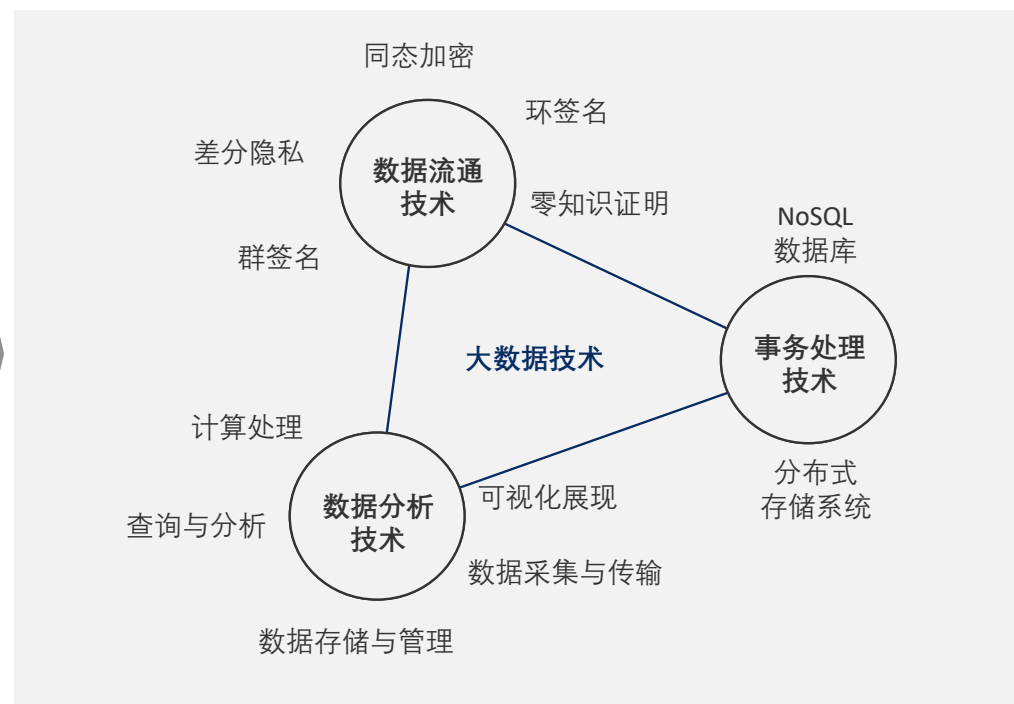 同态加密
环签名
差分隐私
数据流通
技术
零知识证明
群签名
NoSQL
数据库
大数据技术
事务处理
技术
计算处理
分布式
存储系统
数据分析
技术
可视化展现
查询与分析
数据采集与传输
数据存储与管理